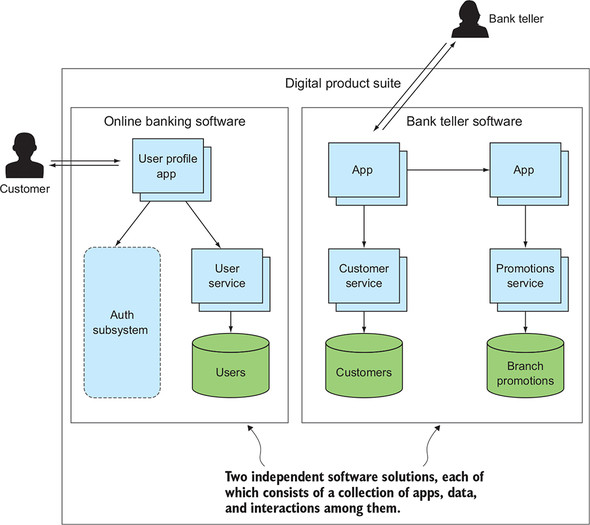 Bank teller
Digital product suite
Online banking software
Bank teller software
Customer
User profile
app
App
App
Auth
subsystem
User
service
Customer
service
Promotions
service
Users
Customers
Branch
promotions
Two independent software solutions, each of
which consists of a collection of apps, data,
and interactions among them.